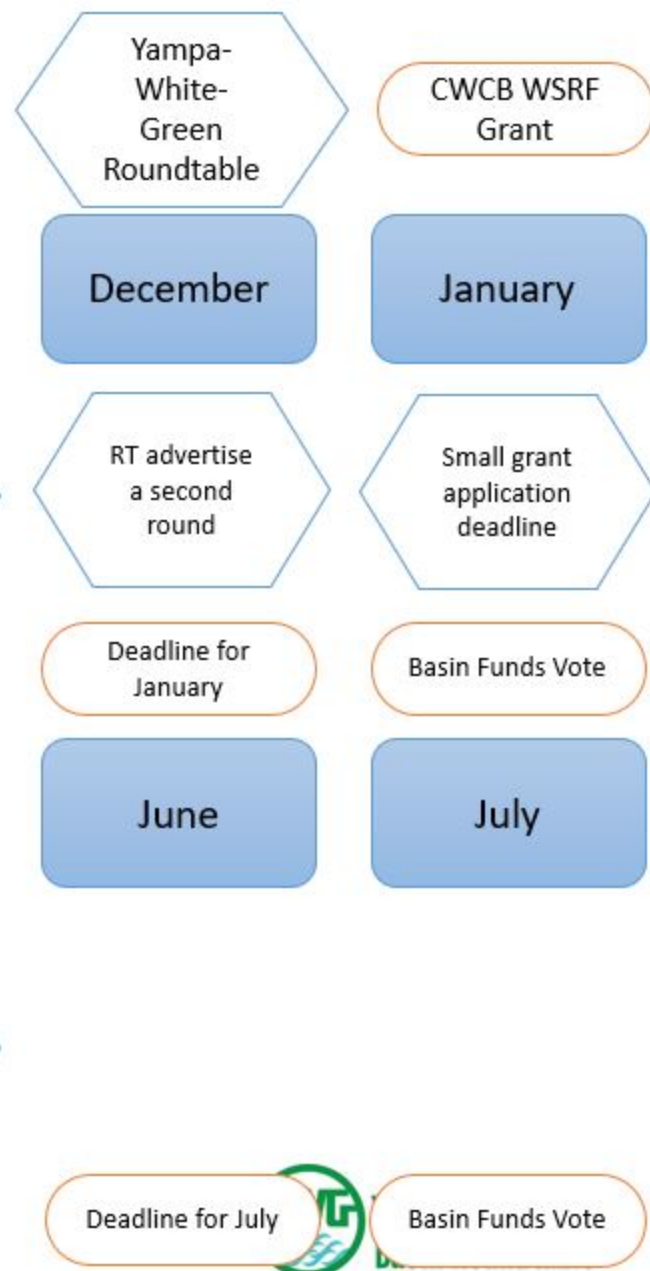 Yampa-
White-
Green
Roundtable
CWCB WSRF
Grant
December
January
RT advertise
a second
round
Small grant
application
deadline
Deadline for
January
Basin Funds Vote
June
July
Deadline for July
Basin Funds Vote